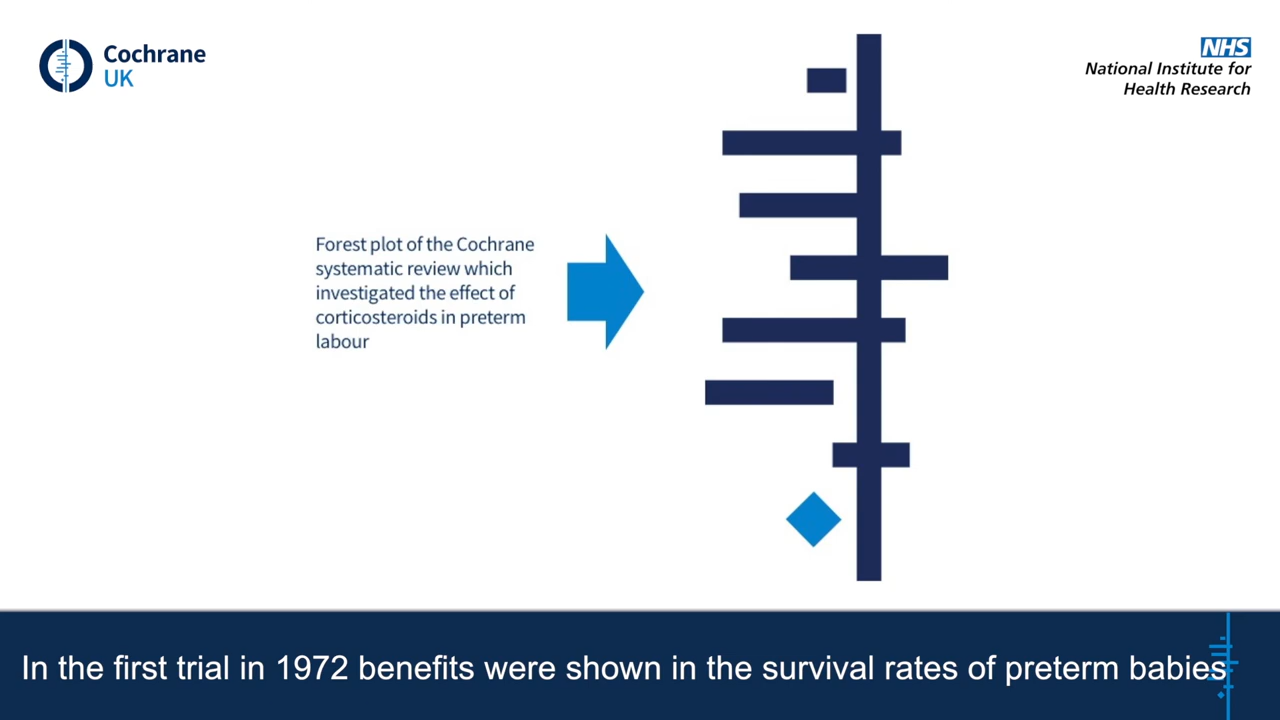 Cochrane
UK
NHS
National Institute for
Health Research
Forest plot of the Cochrane
systematic review which
investigated the effect of
corticosteroids in preterm
labour
In the first trial in 1972 benefits were shown in the survival rates of preterm babies